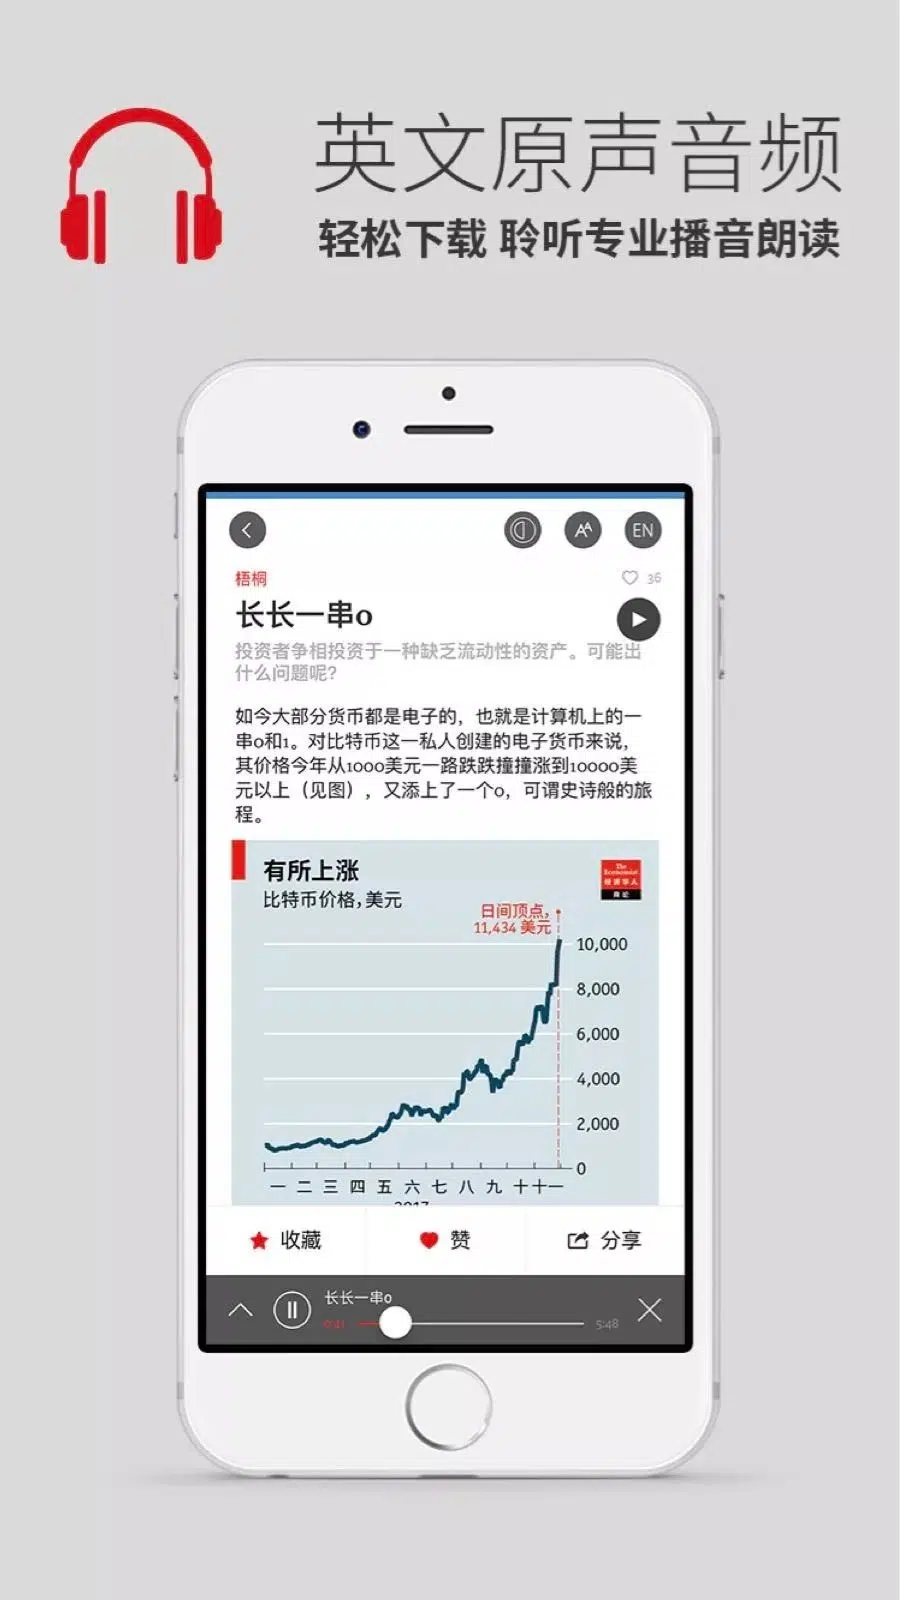 英文原声音频
轻松下载 聆听专业播音朗读
EN
梧桐
36
长长一串0
投资者争相投资于一种缺乏流动性的资产。可能出
什么问题呢？
如今大部分货币都是电子的，也就是计算机上的一
串0和1。对比特币这一私人创建的电子货币来说，
其价格今年从1000美元一路跌跌撞撞涨到10000美
元以上（见图），又添上了一个0，可谓史诗般的旅
程。
有所上涨
比特币价格，美元
The
Economist
经济学人
商论
日间顶点，
11,434 美元
10,000
8,000
6,000
4,000
2,000
0
一 二 三 四 五 六 七 八 九 十 十一
2017
收藏
赞
分享
长长一串0
0:41
5:48